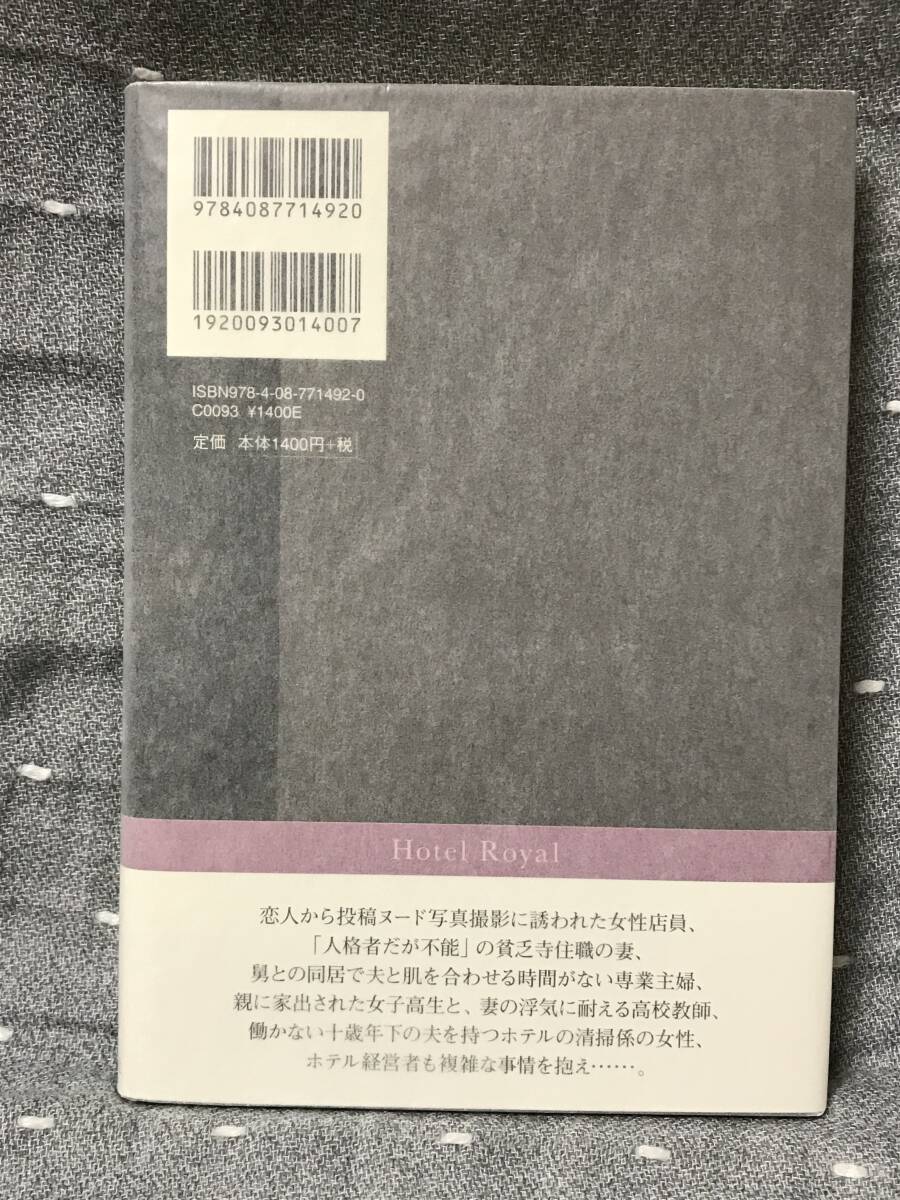 9784087714920
1920093014007
ISBN978-4-08-771492-0
C0093 ¥1400E
定価 本体1400円+税
Hotel Royal
恋人から投稿ヌード写真撮影に誘われた女性店員、
「人格者だが不能」の貧乏寺住職の妻、
舅との同居で夫と肌を合わせる時間がない専業主婦、
親に家出された女子高生と、妻の浮気に耐える高校教師、
働かない十歳年下の夫を持つホテルの清掃係の女性、
ホテル経営者も複雑な事情を抱え……。